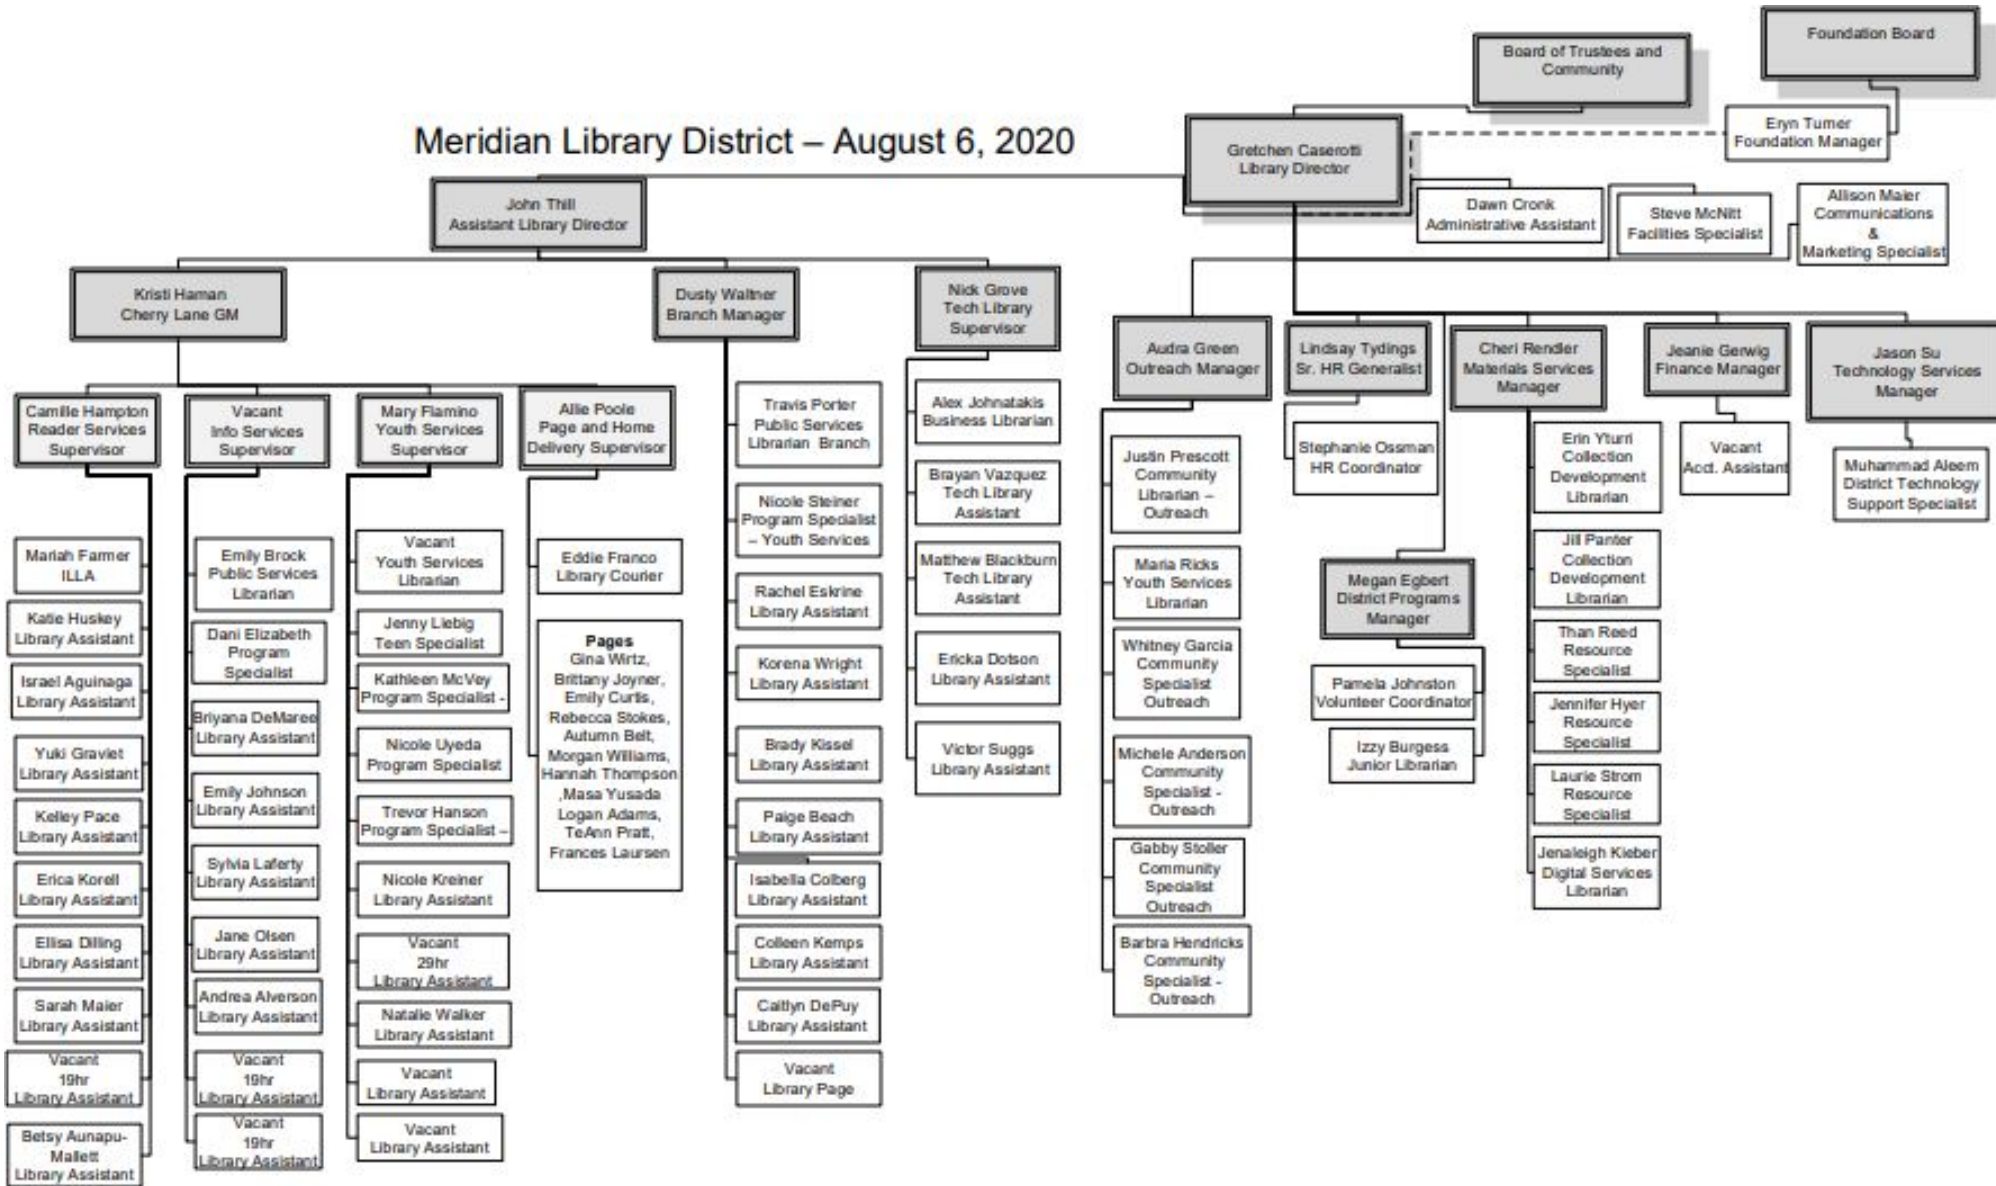 Foundation Board
Board of Trustees and
Community
Meridian Library District – August 6, 2020
Eryn Turner
Foundation Manager
Gretchen Caserotti
Library Director
John Thill
Assistant Library Director
Dawn Cronk
Administrative Assistant
Steve McNitt
Facilities Specialist
Allison Maier
Communications
&
Marketing Specialist
Kristi Haman
Cherry Lane GM
Dusty Waltner
Branch Manager
Nick Grove
Tech Library
Supervisor
Audra Green
Outreach Manager
Lindsay Tydings
Sr. HR Generalist
Cheri Rendler
Materials Services
Manager
Jeanie Gerwig
Finance Manager
Jason Su
Technology Services
Manager
Camille Hampton
Reader Services
Supervisor
Vacant
Info Services
Supervisor
Mary Flamino
Youth Services
Supervisor
Allie Poole
Page and Home
Delivery Supervisor
Mariah Farmer
ILLA
Katie Huskey
Library Assistant
Israel Aguinaga
Library Assistant
Yuki Graviet
Library Assistant
Kelley Pace
Library Assistant
Erica Korell
Library Assistant
Ellisa Dilling
Library Assistant
Sarah Maier
Library Assistant
Vacant
19hr
Library Assistant
Betsy Aunapu-
Mallett
Library Assistant
Emily Brock
Public Services
Librarian
Dani Elizabeth
Program
Specialist
Briyana DeMaree
Library Assistant
Emily Johnson
Library Assistant
Sylvia Laferty
Library Assistant
Jane Olsen
Library Assistant
Andrea Alverson
Library Assistant
Vacant
19hr
Library Assistant
Vacant
19hr
Library Assistant
Vacant
Youth Services
Librarian
Jenny Liebig
Teen Specialist
Kathleen McVey
Program Specialist -
Nicole Uyeda
Program Specialist
Trevor Hanson
Program Specialist –
Nicole Kreiner
Library Assistant
Vacant
29hr
Library Assistant
Natalie Walker
Library Assistant
Vacant
Library Assistant
Vacant
Library Assistant
Eddie Franco
Library Courier
Pages
Gina Wirtz,
Brittany Joyner,
Emily Curtis,
Rebecca Stokes,
Autumn Belt,
Morgan Williams,
Hannah Thompson
,Masa Yusada
Logan Adams,
TeAnn Pratt,
Frances Laursen
Travis Porter
Public Services
Librarian Branch
Nicole Steiner
Program Specialist
– Youth Services
Rachel Eskrine
Library Assistant
Korena Wright
Library Assistant
Brady Kissel
Library Assistant
Paige Beach
Library Assistant
Isabella Colberg
Library Assistant
Colleen Kemps
Library Assistant
Caitlyn DePuy
Library Assistant
Vacant
Library Page
Alex Johnatakis
Business Librarian
Brayan Vazquez
Tech Library
Assistant
Matthew Blackburn
Tech Library
Assistant
Ericka Dotson
Library Assistant
Victor Suggs
Library Assistant
Justin Prescott
Community
Librarian –
Outreach
Maria Ricks
Youth Services
Librarian
Whitney Garcia
Community
Specialist
Outreach
Michele Anderson
Community
Specialist -
Outreach
Gabby Stoller
Community
Specialist
Outreach
Barbra Hendricks
Community
Specialist -
Outreach
Stephanie Ossman
HR Coordinator
Megan Egbert
District Programs
Manager
Pamela Johnston
Volunteer Coordinator
Izzy Burgess
Junior Librarian
Erin Yturri
Collection
Development
Librarian
Jill Panter
Collection
Development
Librarian
Than Reed
Resource
Specialist
Jennifer Hyer
Resource
Specialist
Laurie Strom
Resource
Specialist
Jenaleigh Kieber
Digital Services
Librarian
Vacant
Acct. Assistant
Muhammad Aleem
District Technology
Support Specialist